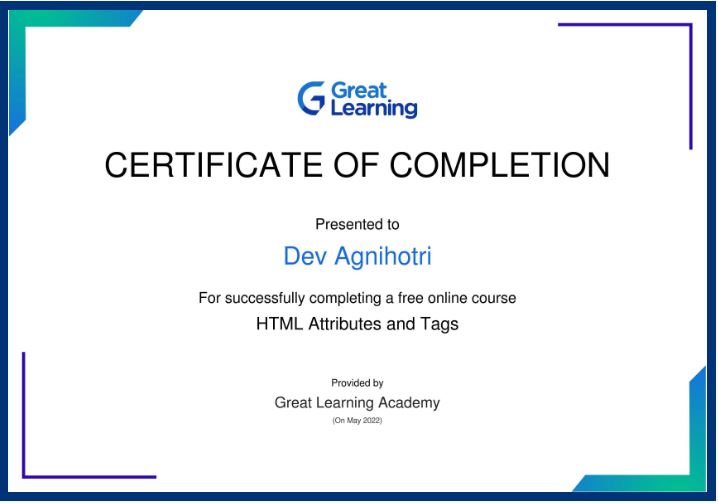 Great
Learning
CERTIFICATE OF COMPLETION
Presented to
Dev Agnihotri
For successfully completing a free online course
HTML Attributes and Tags
Provided by
Great Learning Academy
(On May 2022)